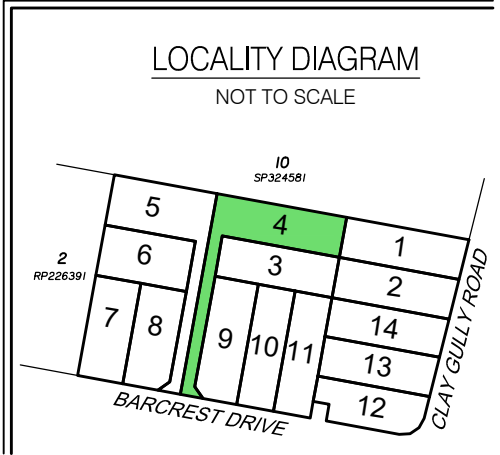 LOCALITY DIAGRAM
NOT TO SCALE
10
SP324581
5
4
1
6
3
2
2
RP226391
14
7
8
9
10
11
13
12
BARCREST DRIVE
CLAY GULLY ROAD